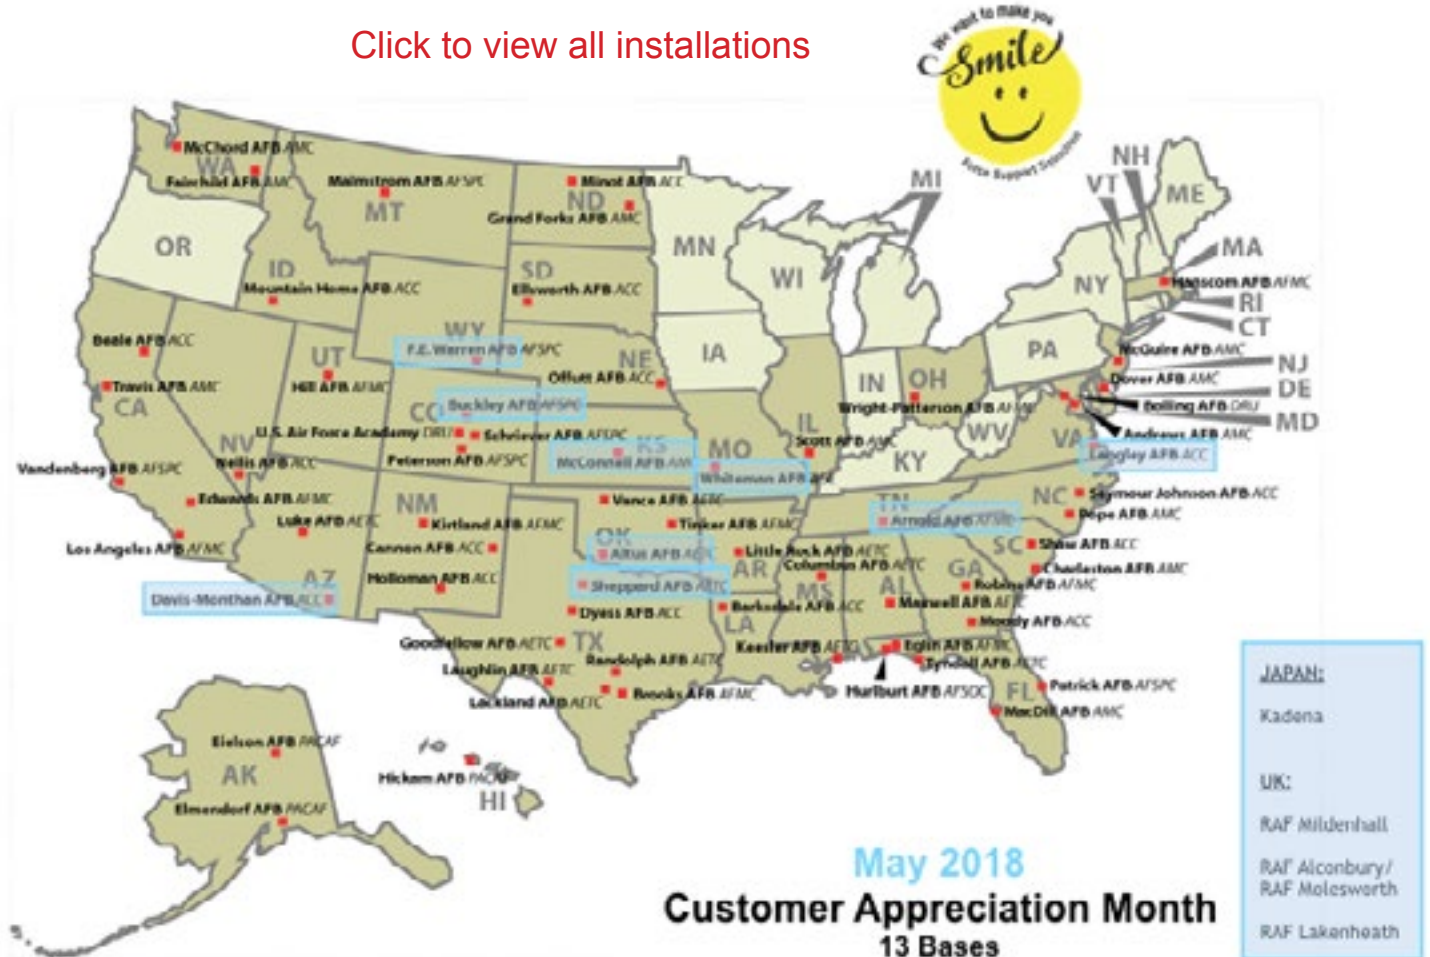 Click to view all installations
We want to make you
Smile
McChord AFB AMC
WA
Fairchild AFB AMC
Malmstrom AFB AFSPC
MT
Minot AFB ACC
ND
Grand Forks AFB AMC
MN
MI
VT
NH
ME
OR
ID
Mountain Home AFB ACC
SD
Ellsworth AFB ACC
WI
NY
MA
Hanscom AFB AFMC
RI
CT
Beale AFB ACC
WY
F.E. Warren AFB AFSPC
NE
Offutt AFB ACC
IA
PA
McGuire AFB AMC
NJ
UT
Hill AFB AFMC
Travis AFB AMC
CA
IN
OH
Wright-Patterson AFB AFMC
Dover AFB AMC
DE
Bolling AFB DRU
MD
CO
Buckley AFB AFSPC
U.S. Air Force Academy DRU
Schriever AFB AFSPC
Peterson AFB AFSPC
NV
Nellis AFB ACC
KS
McConnell AFB AM
MO
Whiteman AFB AF
IL
Scott AFB AMC
KY
WV
VA
Andrews AFB AMC
Langley AFB ACC
Vandenberg AFB AFSPC
Edwards AFB AFMC
Los Angeles AFB AFMC
Luke AFB AETC
NM
Kirtland AFB AFMC
Cannon AFB ACC
Holloman AFB ACC
Vance AFB AETC
Tinker AFB AFMC
OK
Altus AFB AETC
Sheppard AFB AETC
TN
Arnold AFB AFMC
NC
Seymour Johnson AFB ACC
Pope AFB AMC
SC
Shaw AFB ACC
Charleston AFB AMC
AZ
Davis-Monthan AFB ACC
Little Rock AFB AETC
AR
Columbus AFB AETC
MS
AL
GA
Robins AFB AFMC
Maxwell AFB AETC
Moody AFB ACC
Dyess AFB ACC
Barksdale AFB ACC
LA
Goodfellow AFB AETC
TX
Randolph AFB AETC
Laughlin AFB AETC
Lackland AFB AETC
Brooks AFB AFMC
Keesler AFB AETC
Eglin AFB AFMC
Tyndall AFB AETC
Hurlburt AFB AFSOC
FL
Patrick AFB AFSPC
MacDill AFB AMC
Eielson AFB PACAF
AK
Elmendorf AFB PACAF
Hickam AFB PACAF
HI
JAPAN:
Kadena
UK:
RAF Mildenhall
RAF Alconbury/
RAF Molesworth
RAF Lakenheath
May 2018
Customer Appreciation Month
13 Bases